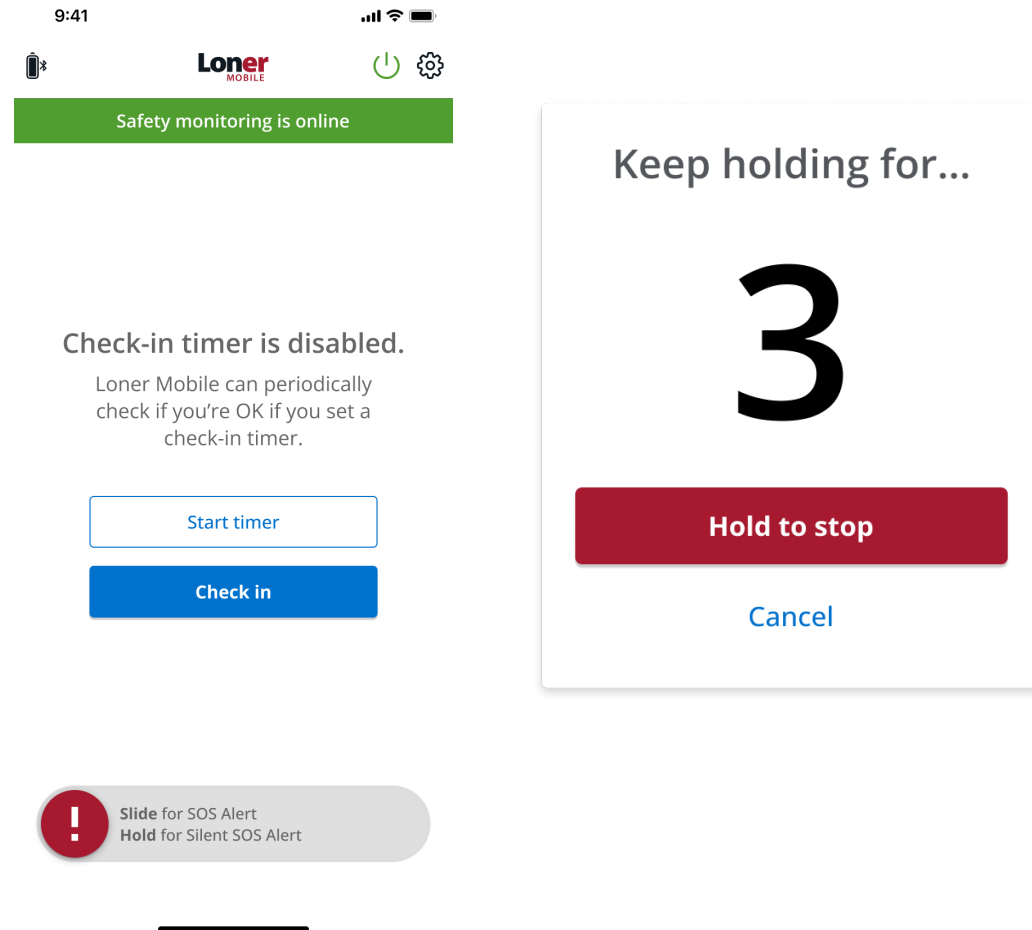 9:41
Loner
MOBILE
Safety monitoring is online
Check-in timer is disabled.
Loner Mobile can periodically
check if you're OK if you set a
check-in timer.
Start timer
Check in
!
Slide for SOS Alert
Hold for Silent SOS Alert
Keep holding for...
3
Hold to stop
Cancel